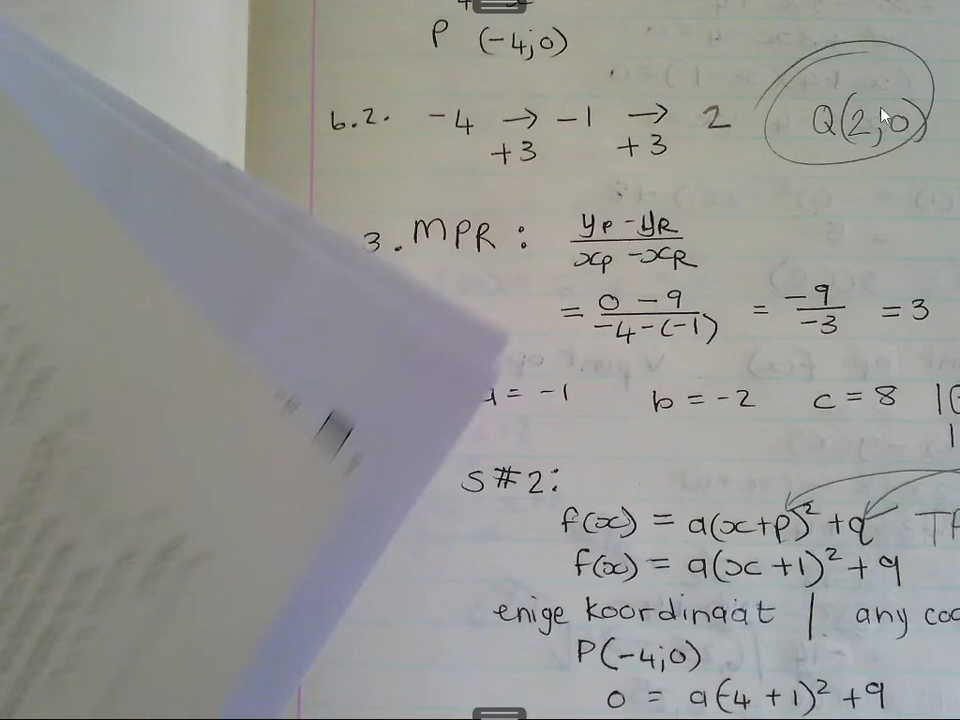 P (-4;0)
6.2. -4 → -1 → 2 Q(2;0)
+3 +3
3. MPR : yP - yR / xP - xR
= 0 - 9 / -4 - (-1) = -9 / -3 = 3
= -1 b = -2 c = 8
S#2:
f(x) = a(x+p)² + q
f(x) = a(x+1)² + 9
enige koordinaat | any
P(-4;0)
0 = a(-4 + 1)² + 9